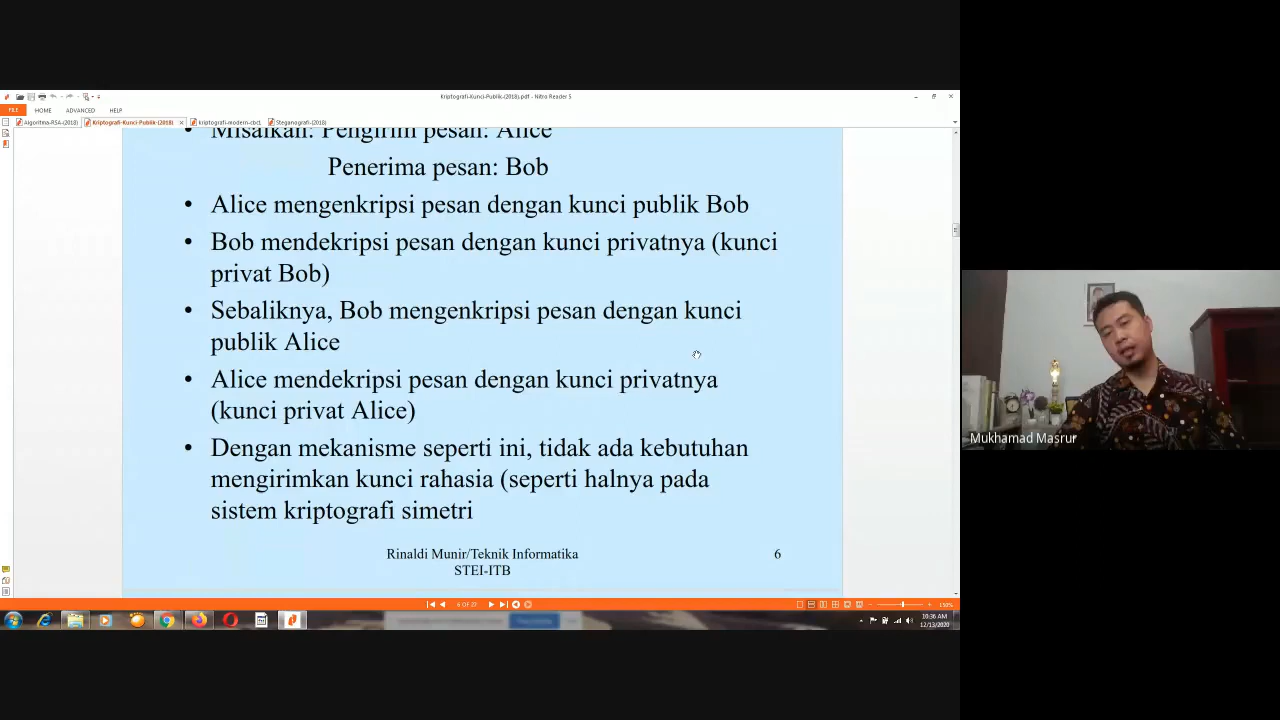 Kriptografi-Kunci-Publik-(2018).pdf - Nitro Reader 5
FILE HOME ADVANCED HELP
Algoritma-RSA-(2018) Kriptografi-Kunci-Publik-(2018) kriptografi-modern-cbc1 Steganografi-(2018)
• Misalkan: Pengirim pesan: Alice
Penerima pesan: Bob
• Alice mengenkripsi pesan dengan kunci publik Bob
• Bob mendekripsi pesan dengan kunci privatnya (kunci
privat Bob)
• Sebaliknya, Bob mengenkripsi pesan dengan kunci
publik Alice
• Alice mendekripsi pesan dengan kunci privatnya
(kunci privat Alice)
• Dengan mekanisme seperti ini, tidak ada kebutuhan
mengirimkan kunci rahasia (seperti halnya pada
sistem kriptografi simetri
Rinaldi Munir/Teknik Informatika
STEI-ITB
6
150%
10:36 AM
12/13/2020
Mukhamad Masrur